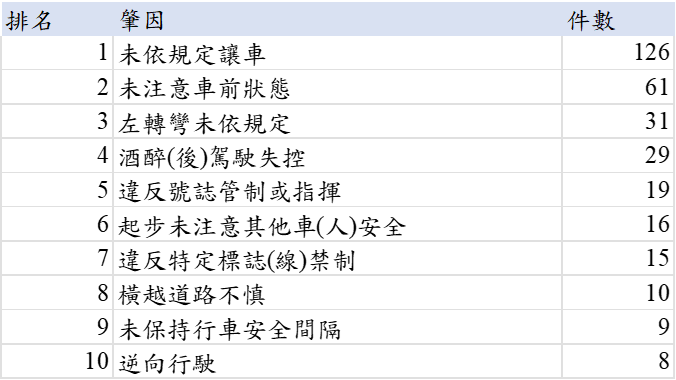 排名 肇因 件數
1 未依規定讓車 126
2 未注意車前狀態 61
3 左轉彎未依規定 31
4 酒醉(後)駕駛失控 29
5 違反號誌管制或指揮 19
6 起步未注意其他車(人)安全 16
7 違反特定標誌(線)禁制 15
8 橫越道路不慎 10
9 未保持行車安全間隔 9
10 逆向行駛 8